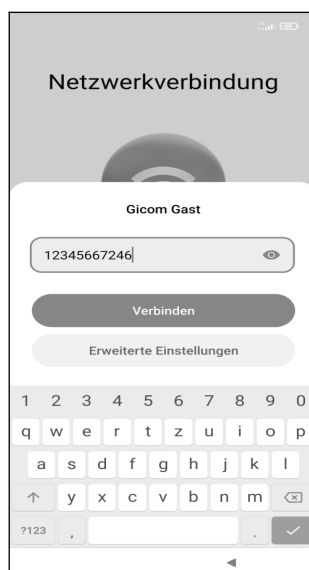 Netzwerkverbindung
Gicom Gast
12345667246
Verbinden
Erweiterte Einstellungen
1 2 3 4 5 6 7 8 9 0
q w e r t z u i o p
a s d f g h j k l
y x c v b n m
?123 , .